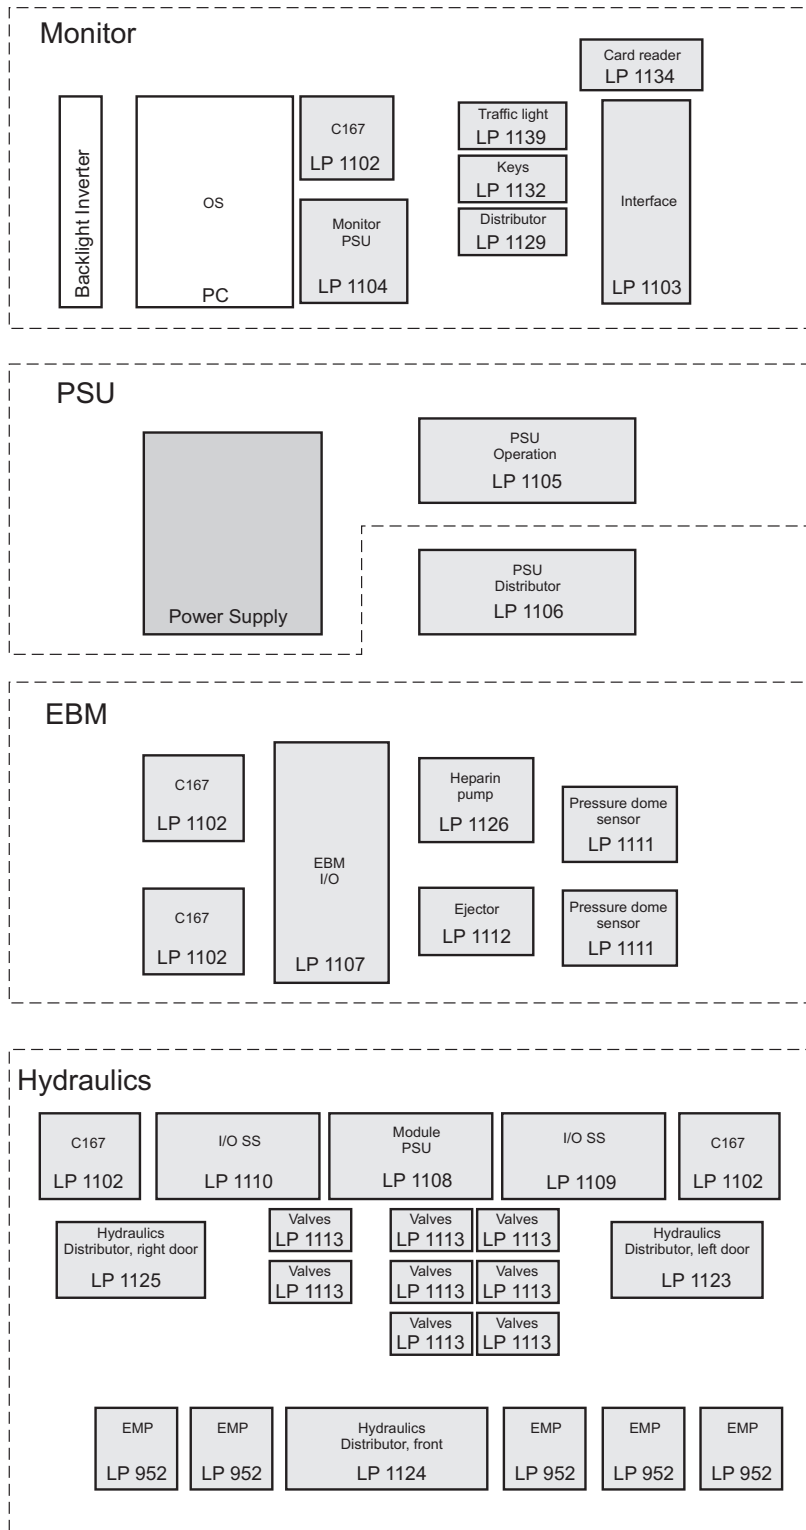 Monitor
Card reader
LP 1134
Backlight Inverter
OS
PC
C167
LP 1102
Monitor
PSU
LP 1104
Traffic light
LP 1139
Keys
LP 1132
Distributor
LP 1129
Interface
LP 1103
PSU
Power Supply
PSU
Operation
LP 1105
PSU
Distributor
LP 1106
EBM
C167
LP 1102
C167
LP 1102
EBM
I/O
LP 1107
Heparin
pump
LP 1126
Ejector
LP 1112
Pressure dome
sensor
LP 1111
Pressure dome
sensor
LP 1111
Hydraulics
C167
LP 1102
I/O SS
LP 1110
Module
PSU
LP 1108
I/O SS
LP 1109
C167
LP 1102
Hydraulics
Distributor, right door
LP 1125
Valves
LP 1113
Valves
LP 1113
Valves
LP 1113
Valves
LP 1113
Valves
LP 1113
Valves
LP 1113
Valves
LP 1113
Valves
LP 1113
Hydraulics
Distributor, left door
LP 1123
EMP
LP 952
EMP
LP 952
Hydraulics
Distributor, front
LP 1124
EMP
LP 952
EMP
LP 952
EMP
LP 952